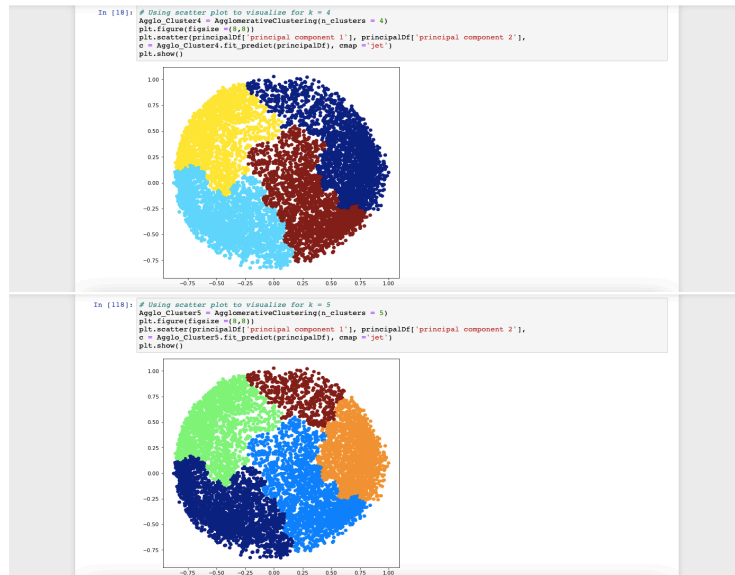 In [18]: # Using scatter plot to visualize for k = 4
Agglo_Cluster4 = AgglomerativeClustering(n_clusters = 4)
plt.figure(figsize =(8,8))
plt.scatter(principalDf['principal component 1'], principalDf['principal component 2'],
c = Agglo_Cluster4.fit_predict(principalDf), cmap ='jet')
plt.show()
1.00
0.75
0.50
0.25
0.00
−0.25
−0.50
−0.75
−0.75 −0.50 −0.25 0.00 0.25 0.50 0.75 1.00
In [118]: # Using scatter plot to visualize for k = 5
Agglo_Cluster5 = AgglomerativeClustering(n_clusters = 5)
plt.figure(figsize =(8,8))
plt.scatter(principalDf['principal component 1'], principalDf['principal component 2'],
c = Agglo_Cluster5.fit_predict(principalDf), cmap ='jet')
plt.show()
1.00
0.75
0.50
0.25
0.00
−0.25
−0.50
−0.75
−0.75 −0.50 −0.25 0.00 0.25 0.50 0.75 1.00